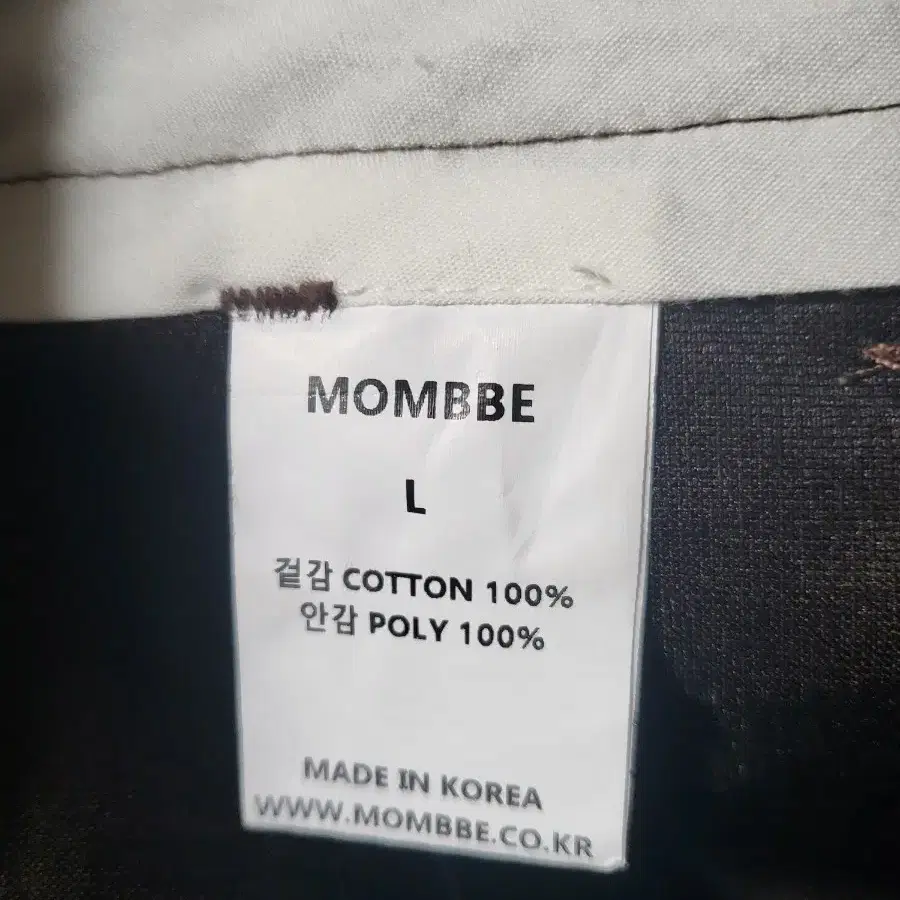 MOMBBE
L
겉감 COTTON 100%
안감 POLY 100%
MADE IN KOREA
WWW.MOMBBE.CO.KR